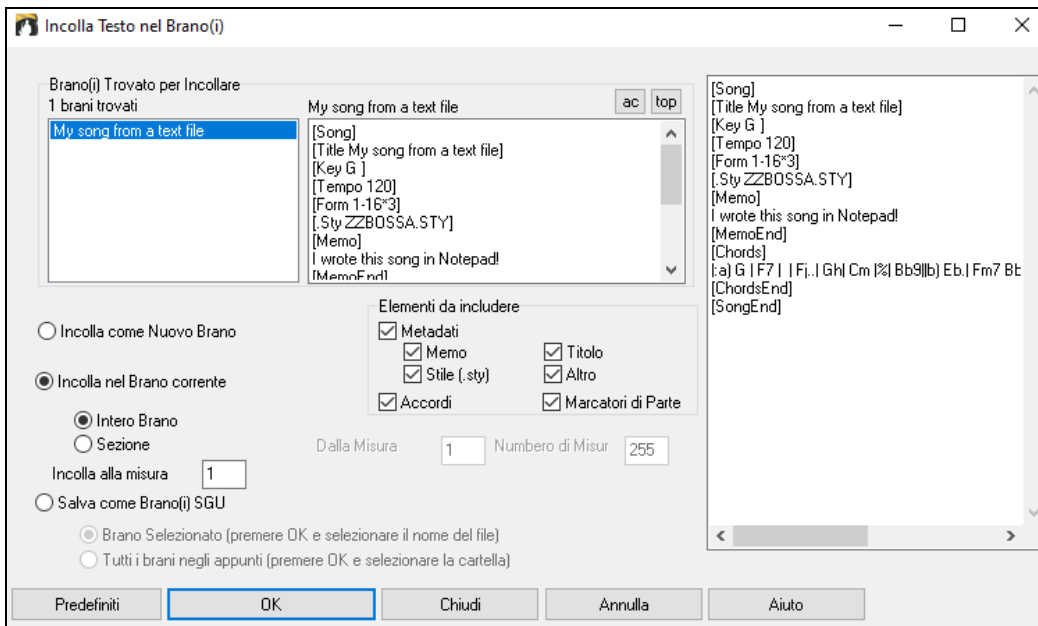 Incolla Testo nel Brano(i)
Brano(i) Trovato per Incollare
1 brani trovati
My song from a text file
ac top
My song from a text file
[Song]
[Title My song from a text file]
[Key G ]
[Tempo 120]
[Form 1-16*3]
[.Sty ZZBOSSA.STY]
[Memo]
I wrote this song in Notepad!
[MemoEnd]
[Song]
[Title My song from a text file]
[Key G ]
[Tempo 120]
[Form 1-16*3]
[.Sty ZZBOSSA.STY]
[Memo]
I wrote this song in Notepad!
[MemoEnd]
[Chords]
|:a) G | F7 | | Fj..| Gh| Cm |%| Bb9||b) Eb.| Fm7 Bb
[ChordsEnd]
[SongEnd]
Incolla come Nuovo Brano
Incolla nel Brano corrente
Intero Brano
Sezione
Incolla alla misura 1
Salva come Brano(i) SGU
Brano Selezionato (premere OK e selezionare il nome del file)
Tutti i brani negli appunti (premere OK e selezionare la cartella)
Elementi da includere
Metadati
Memo Titolo
Stile (.sty) Altro
Accordi Marcatori di Parte
Dalla Misura 1 Numbero di Misur 255
Predefiniti OK Chiudi Annulla Aiuto